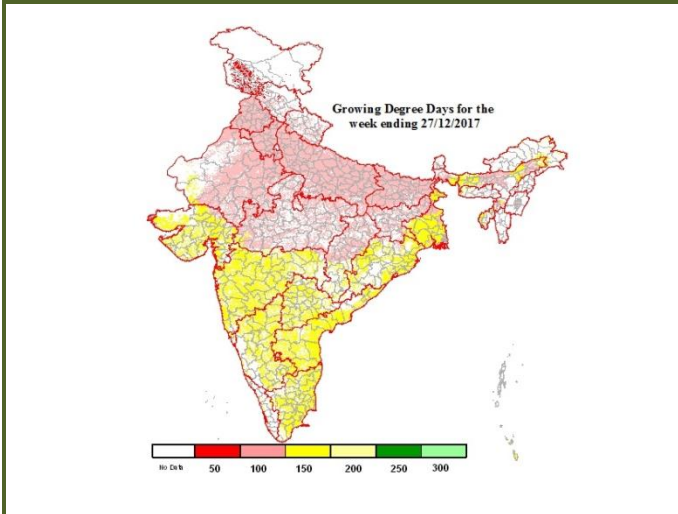 Growing Degree Days for the
week ending 27/12/2017
No Data 50 100 150 200 250 300